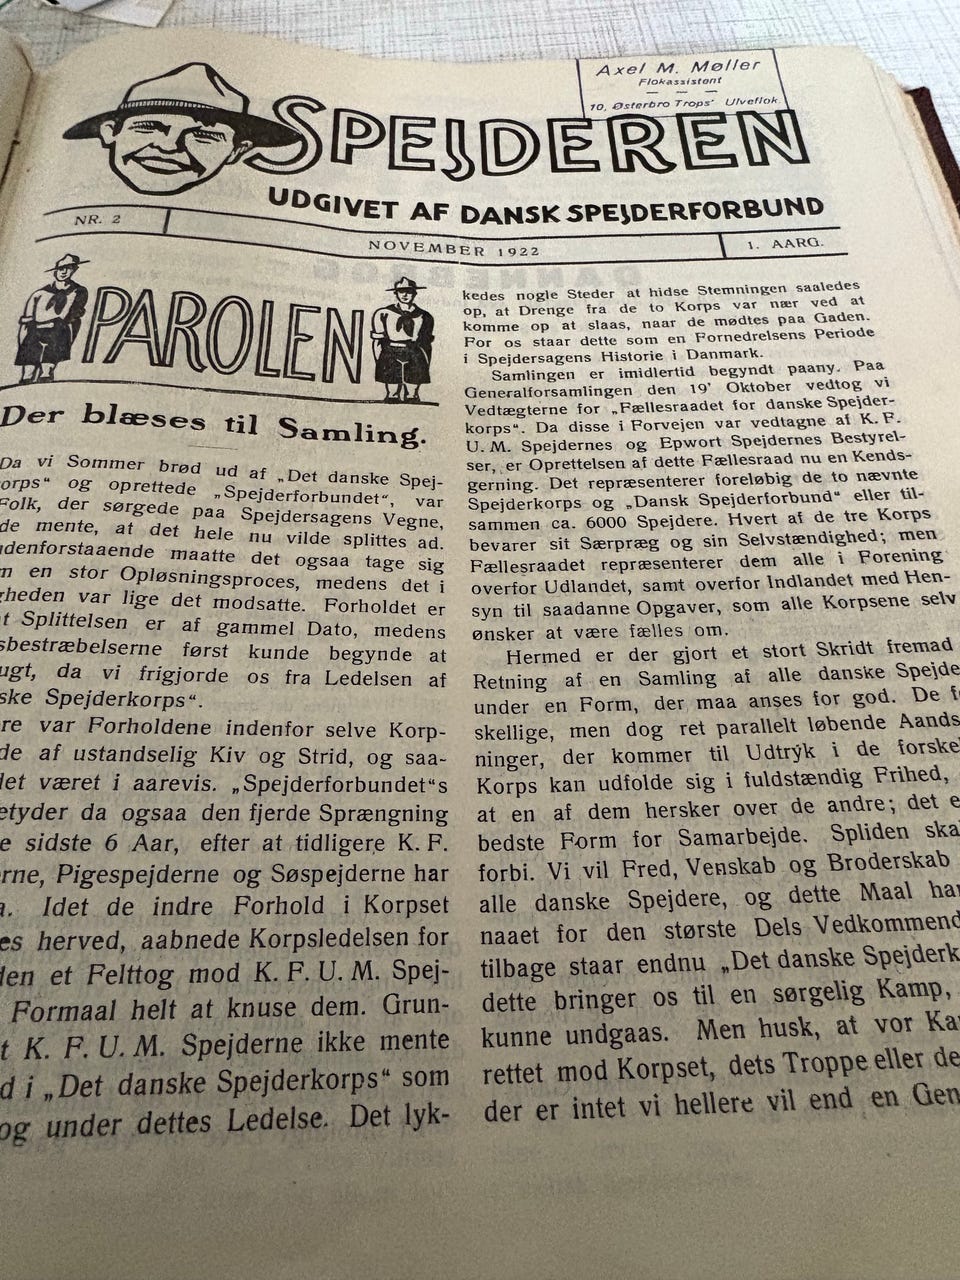 Axel M. Møller
Flokassistent
10, Østerbro Trops' Ulveflok.
SPEJDEREN
UDGIVET AF DANSK SPEJDERFORBUND
NR. 2
NOVEMBER 1922
1. AARG.
PAROLEN
Der blæses til Samling.
Da vi Sommer brød ud af „Det danske Spej-
orps“ og oprettede „Spejderforbundet“, var
Folk, der sørgede paa Spejdersagens Vegne,
de mente, at det hele nu vilde splittes ad.
denforstaaende maatte det ogsaa tage sig
en stor Opløsningsproces, medens det i
gheden var lige det modsatte. Forholdet er
t Splittelsen er af gammel Dato, medens
sbestræbelserne først kunde begynde at
ugt, da vi frigjorde os fra Ledelsen af
ske Spejderkorps“.
re var Forholdene indenfor selve Korp-
de af ustandselig Kiv og Strid, og saa-
det været i aarevis. „Spejderforbundet“s
etyder da ogsaa den fjerde Sprængning
e sidste 6 Aar, efter at tidligere K. F.
rne, Pigespejderne og Søspejderne har
a. Idet de indre Forhold i Korpset
es herved, aabnede Korpsledelsen for
den et Felttog mod K. F. U. M. Spej-
Formaal helt at knuse dem. Grun-
t K. F. U. M. Spejderne ikke mente
d i „Det danske Spejderkorps“ som
og under dettes Ledelse. Det lyk-
kedes nogle Steder at hidse Stemningen saaledes
op, at Drenge fra de to Korps var nær ved at
komme op at slaas, naar de mødtes paa Gaden.
For os staar dette som en Fornedrelsens Periode
i Spejdersagens Historie i Danmark.
Samlingen er imidlertid begyndt paany. Paa
Generalforsamlingen den 19' Oktober vedtog vi
Vedtægterne for „Fællesraadet for danske Spejder-
korps“. Da disse i Forvejen var vedtagne af K. F.
U. M. Spejdernes og Epwort Spejdernes Bestyrel-
ser, er Oprettelsen af dette Fællesraad nu en Kends-
gerning. Det repræsenterer foreløbig de to nævnte
Spejderkorps og „Dansk Spejderforbund“ eller til-
sammen ca. 6000 Spejdere. Hvert af de tre Korps
bevarer sit Særpræg og sin Selvstændighed; men
Fællesraadet repræsenterer dem alle i Forening
overfor Udlandet, samt overfor Indlandet med Hen-
syn til saadanne Opgaver, som alle Korpsene selv
ønsker at være fælles om.
Hermed er der gjort et stort Skridt fremad
Retning af en Samling af alle danske Spejde
under en Form, der maa anses for god. De f
skellige, men dog ret parallelt løbende Aands
ninger, der kommer til Udtryk i de forske
Korps kan udfolde sig i fuldstændig Frihed,
at en af dem hersker over de andre; det e
bedste Form for Samarbejde. Spliden ska
forbi. Vi vil Fred, Venskab og Broderskab
alle danske Spejdere, og dette Maal ha
naaet for den største Dels Vedkommend
tilbage staar endnu „Det danske Spejderk
dette bringer os til en sørgelig Kamp,
kunne undgaas. Men husk, at vor Ka
rettet mod Korpset, dets Troppe eller de
der er intet vi hellere vil end en Gen